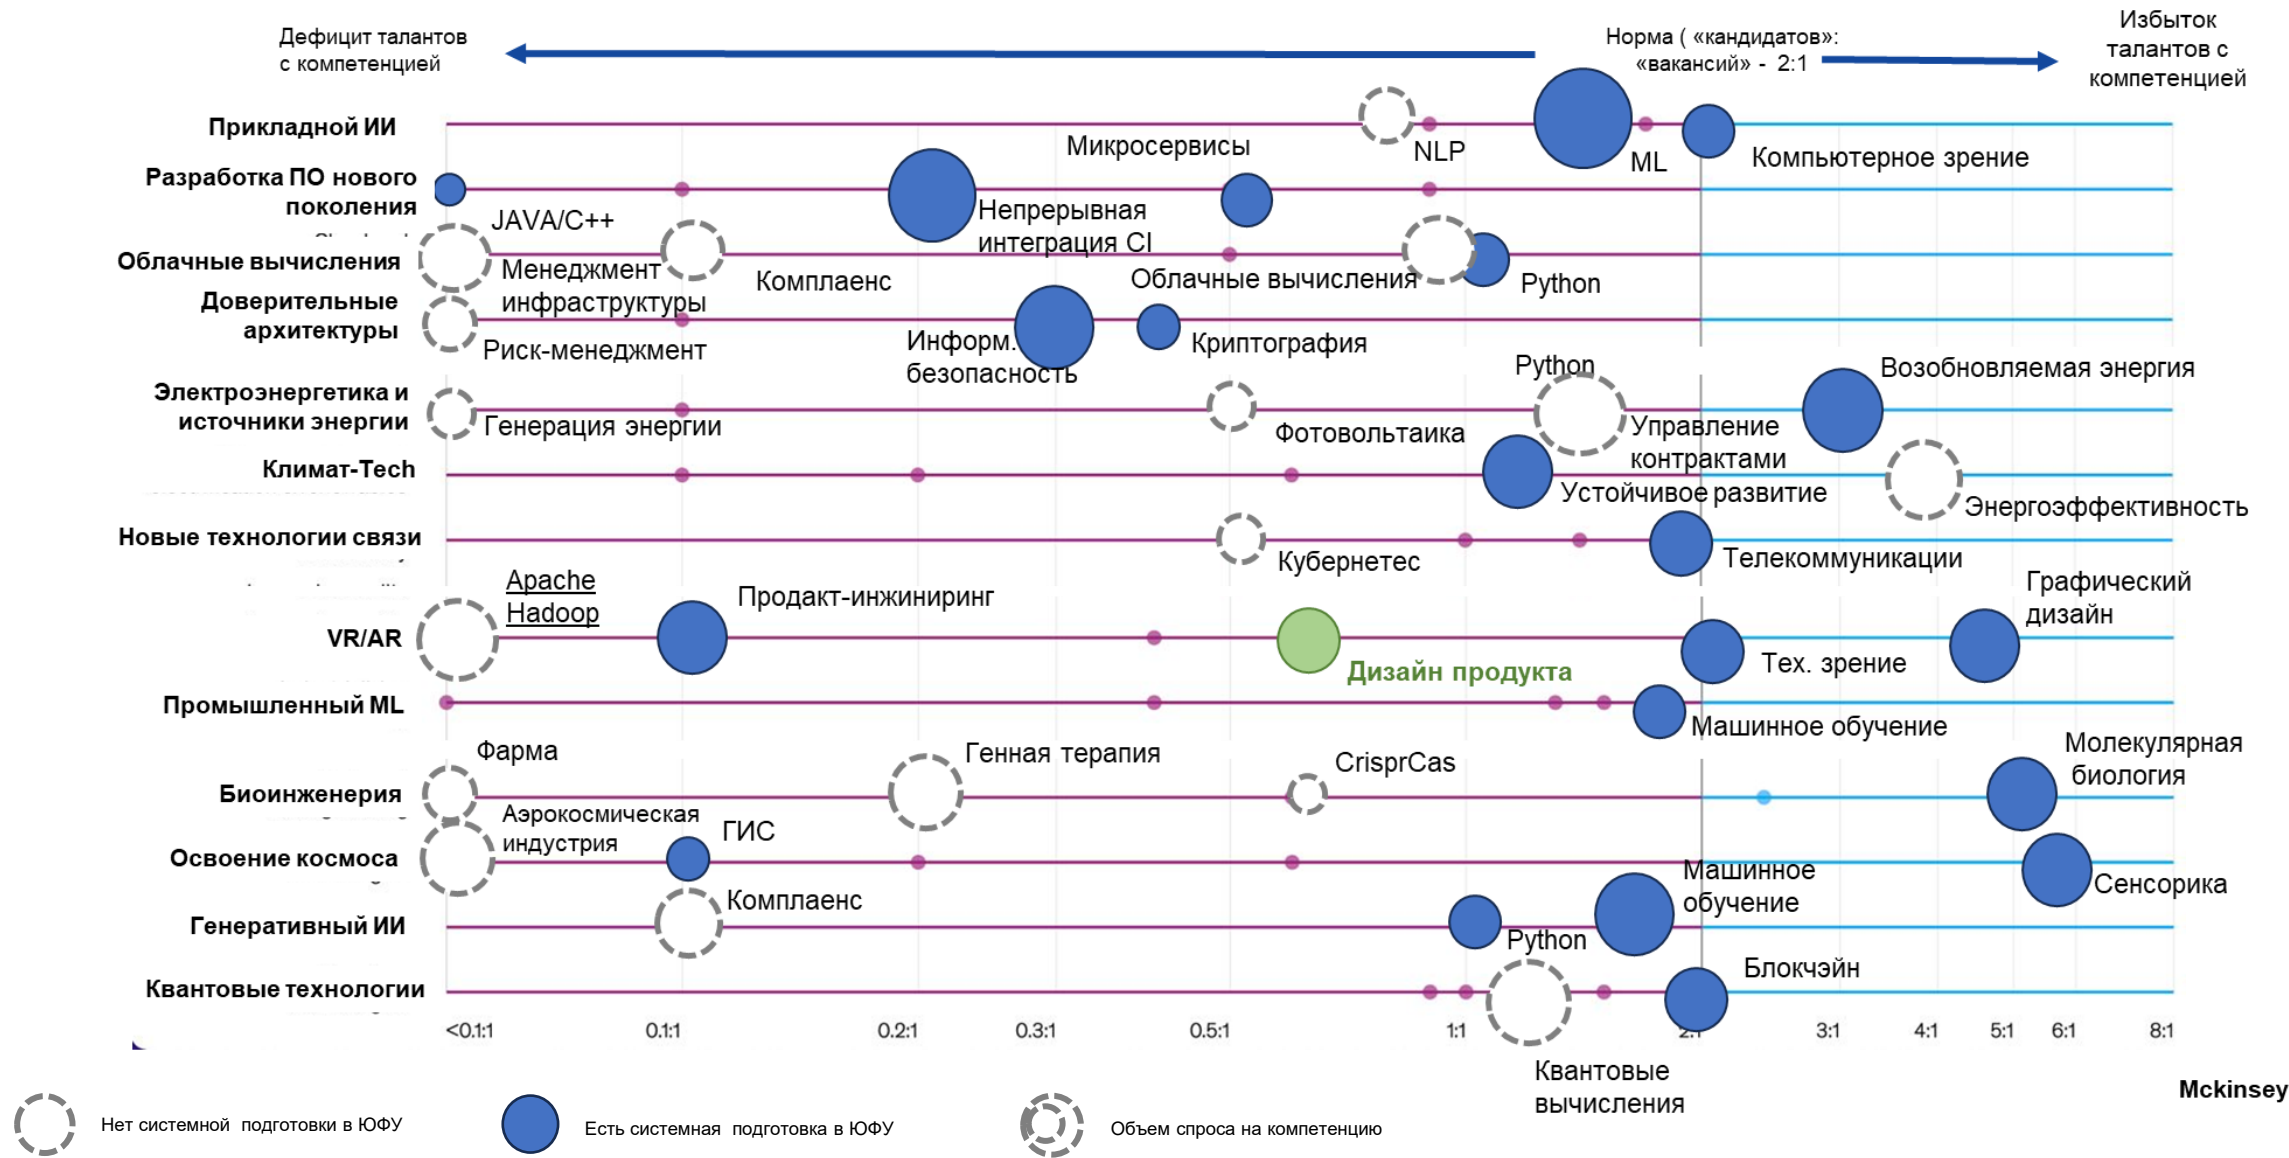 Дефицит талантов
с компетенцией
Норма ( «кандидатов»:
«вакансий» - 2:1
Избыток
талантов с
компетенцией
Прикладной ИИ
NLP
ML
Компьютерное зрение
Микросервисы
Разработка ПО нового
поколения
JAVA/C++
Непрерывная
интеграция CI
Облачные вычисления
Менеджмент
инфраструктуры
Комплаенс
Облачные вычисления
Python
Доверительные
архитектуры
Риск-менеджмент
Информ.
безопасность
Криптография
Python
Возобновляемая энергия
Электроэнергетика и
источники энергии
Генерация энергии
Фотовольтаика
Управление
контрактами
Климат-Tech
Устойчивое развитие
Энергоэффективность
Новые технологии связи
Кубернетес
Телекоммуникации
Apache
Hadoop
Продакт-инжиниринг
Графический
дизайн
VR/AR
Дизайн продукта
Тех. зрение
Промышленный ML
Машинное обучение
Фарма
Генная терапия
CrisprCas
Молекулярная
биология
Биоинженерия
Аэрокосмическая
индустрия
ГИС
Освоение космоса
Сенсорика
Комплаенс
Машинное
обучение
Генеративный ИИ
Python
Блокчэйн
Квантовые технологии
<0.1:1 0.1:1 0.2:1 0.3:1 0.5:1 1:1 3:1 4:1 5:1 6:1 8:1
Квантовые
вычисления
Mckinsey
Нет системной подготовки в ЮФУ
Есть системная подготовка в ЮФУ
Объем спроса на компетенцию